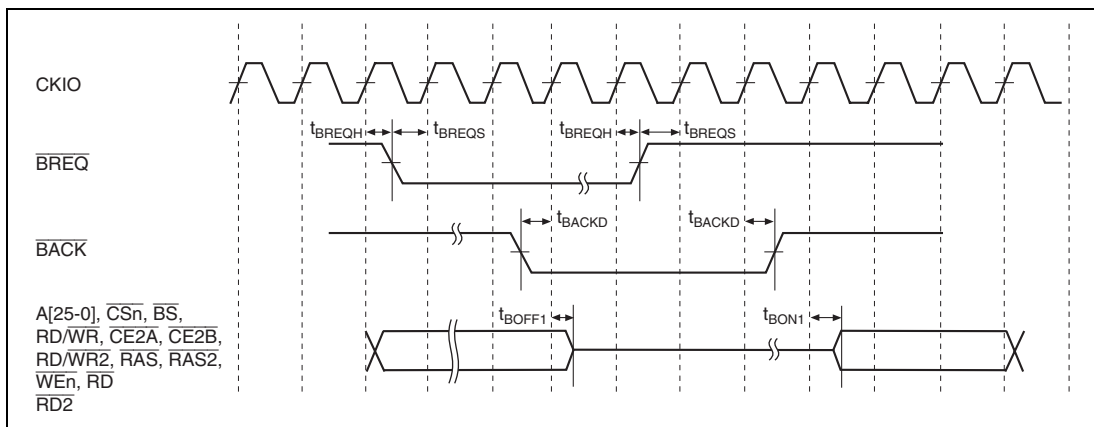 CKIO
tBREQH tBREQS tBREQH tBREQS
BREQ
tBACKD tBACKD
BACK
A[25-0], CSn, BS,
RD/WR, CE2A, CE2B,
RD/WR2, RAS, RAS2,
WEn, RD
RD2
tBOFF1 tBON1